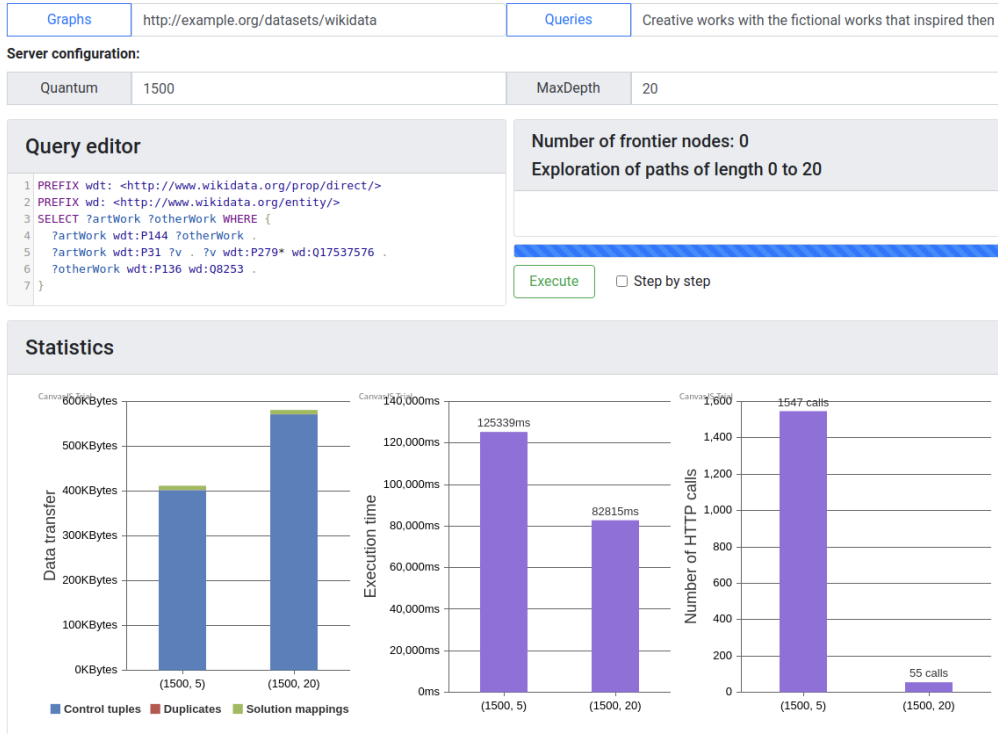 Graphs http://example.org/datasets/wikidata Queries Creative works with the fictional works that inspired then
Server configuration:
Quantum 1500 MaxDepth 20
Query editor
1 PREFIX wdt: <http://www.wikidata.org/prop/direct/>
2 PREFIX wd: <http://www.wikidata.org/entity/>
3 SELECT ?artWork ?otherWork WHERE {
4 ?artWork wdt:P144 ?otherWork .
5 ?artWork wdt:P31 ?v . ?v wdt:P279* wd:Q17537576 .
6 ?otherWork wdt:P136 wd:Q8253 .
7 }
Number of frontier nodes: 0
Exploration of paths of length 0 to 20
Execute Step by step
Statistics
CanvasJS Trial
Data transfer
600KBytes
500KBytes
400KBytes
300KBytes
200KBytes
100KBytes
0KBytes
(1500, 5) (1500, 20)
Control tuples Duplicates Solution mappings
CanvasJS Trial
Execution time
140,000ms
120,000ms
100,000ms
80,000ms
60,000ms
40,000ms
20,000ms
0ms
125339ms
82815ms
(1500, 5) (1500, 20)
CanvasJS Trial
Number of HTTP calls
1,600
1,400
1,200
1,000
800
600
400
200
0
1547 calls
55 calls
(1500, 5) (1500, 20)